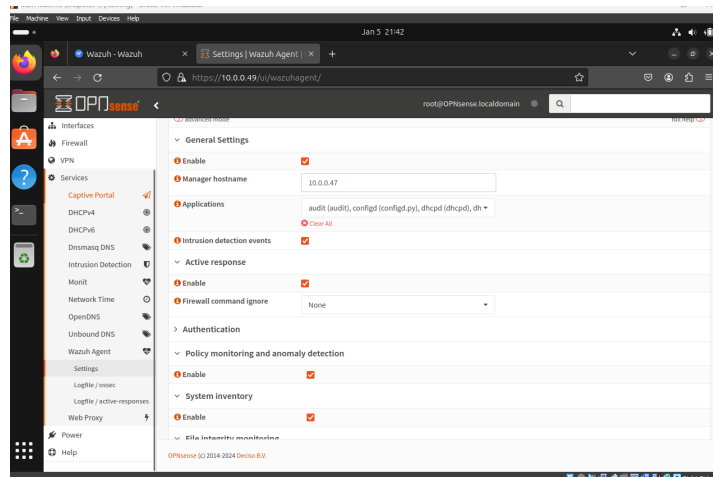 File Machine View Input Devices Help
Jan 5 21:42
Wazuh - Wazuh × Settings | Wazuh Agent | × +
https://10.0.0.49/ui/wazuhagent/
OPNsense
root@OPNsense.localdomain
advanced mode
full help
Interfaces
Firewall
VPN
Services
Captive Portal
DHCPv4
DHCPv6
Dnsmasq DNS
Intrusion Detection
Monit
Network Time
OpenDNS
Unbound DNS
Wazuh Agent
Settings
Logfile / ossec
Logfile / active-responses
Web Proxy
Power
Help
General Settings
Enable
Manager hostname
10.0.0.47
Applications
audit (audit), configd (configd.py), dhcpd (dhcpd), dh
Clear All
Intrusion detection events
Active response
Enable
Firewall command ignore
None
Authentication
Policy monitoring and anomaly detection
Enable
System inventory
Enable
File integrity monitoring
OPNsense (c) 2014-2024 Deciso B.V.